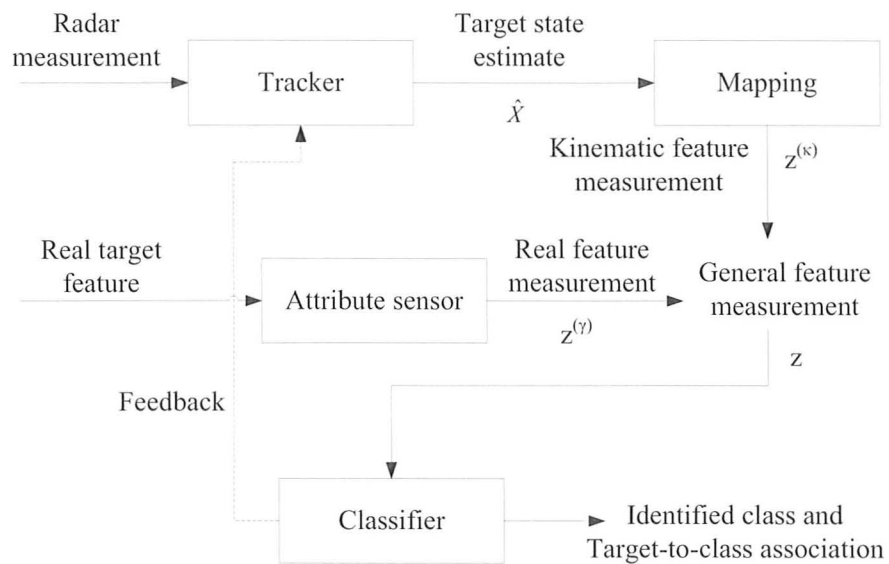 Radar
measurement
Tracker
Target state
estimate
X̂
Mapping
Kinematic feature
measurement
z^(κ)
Real target
feature
Attribute sensor
Real feature
measurement
z^(γ)
General feature
measurement
z
Feedback
Classifier
Identified class and
Target-to-class association